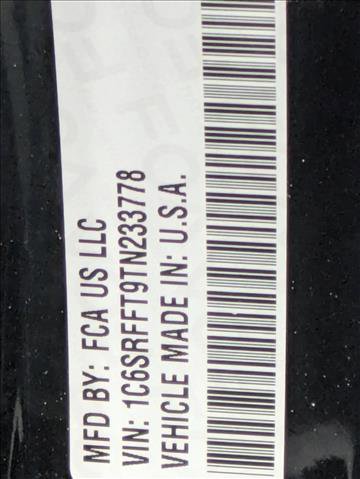 MFD BY: FCA US LLC
VIN: 1C6SRFFT9TN233778
VEHICLE MADE IN: U.S.A.